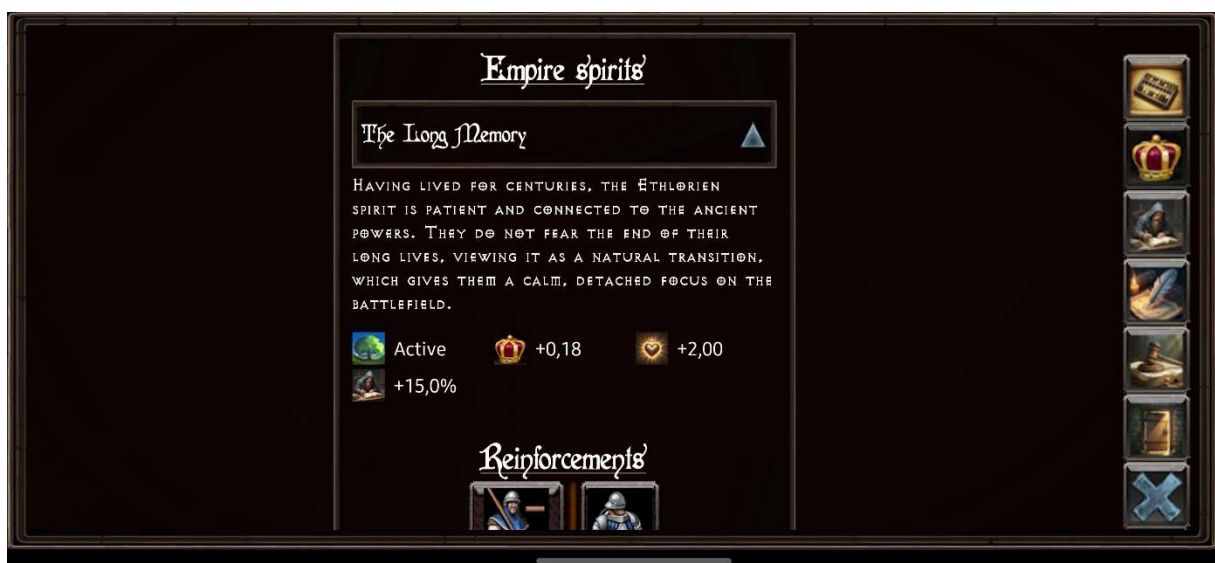 Empire spirits
The Long Memory
Having lived for centuries, the Ethlorien
spirit is patient and connected to the ancient
powers. They do not fear the end of their
long lives, viewing it as a natural transition,
which gives them a calm, detached focus on the
battlefield.
Active +0,18 +2,00
+15,0%
Reinforcements